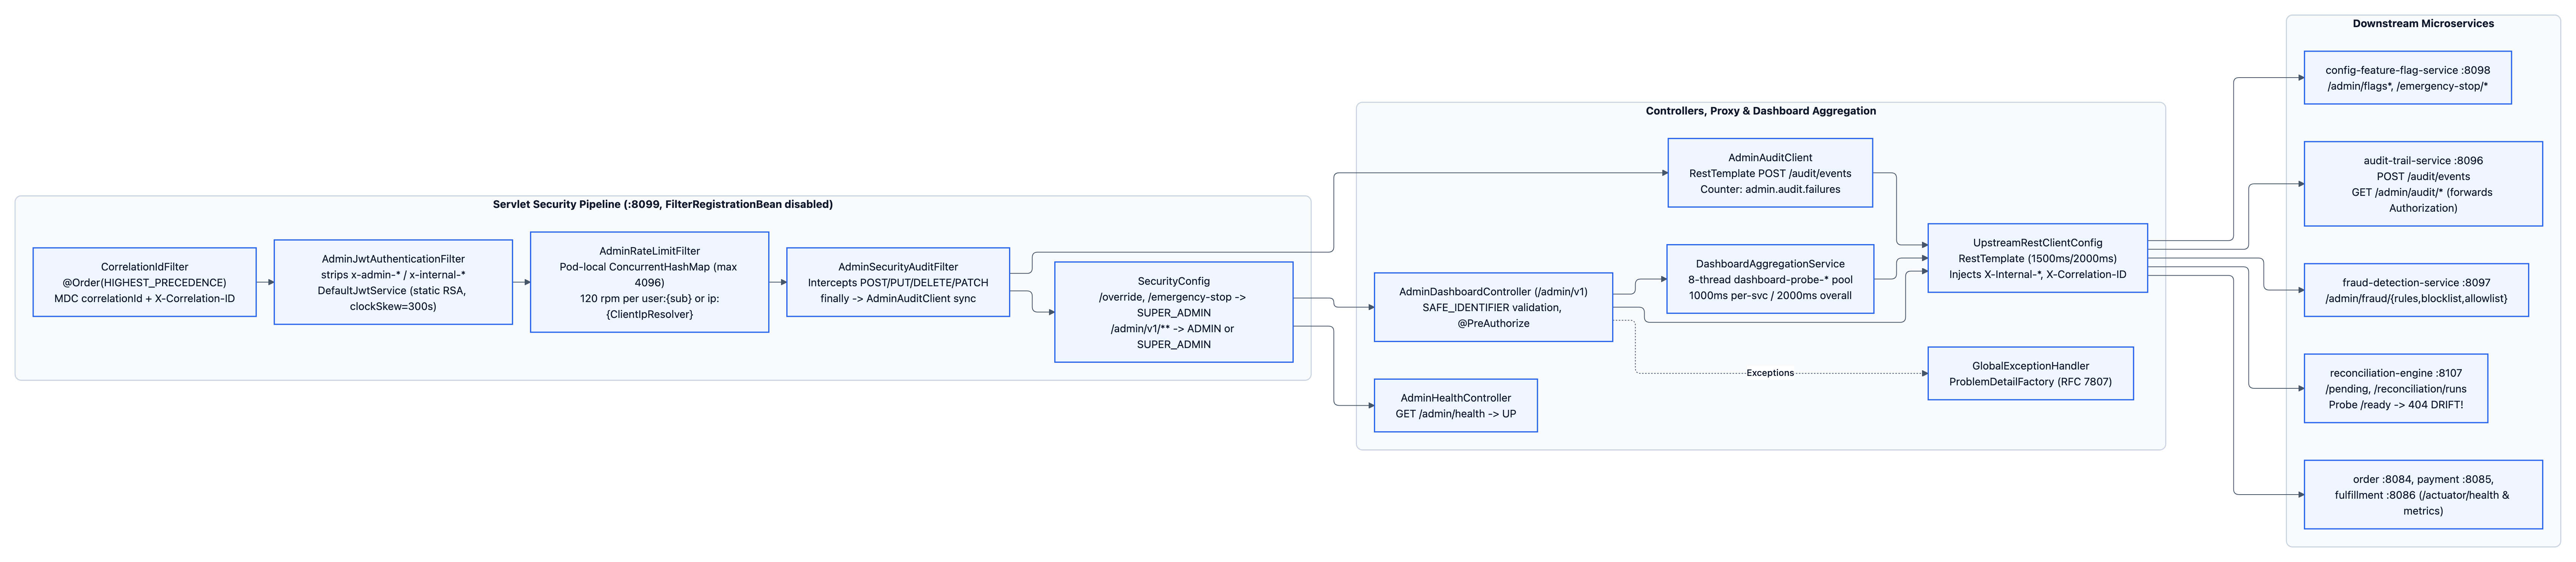 Servlet Security Pipeline (:8099, FilterRegistrationBean disabled)
CorrelationIdFilter
@Order(HIGHEST_PRECEDENCE)
MDC correlationId + X-Correlation-ID
AdminJwtAuthenticationFilter
strips x-admin-* / x-internal-*
DefaultJwtService (static RSA,
clockSkew=300s)
AdminRateLimitFilter
Pod-local ConcurrentHashMap (max
4096)
120 rpm per user:{sub} or ip:
{ClientIpResolver}
AdminSecurityAuditFilter
Intercepts POST/PUT/DELETE/PATCH
finally -> AdminAuditClient sync
SecurityConfig
/override, /emergency-stop ->
SUPER_ADMIN
/admin/v1/** -> ADMIN or
SUPER_ADMIN
Controllers, Proxy & Dashboard Aggregation
AdminDashboardController (/admin/v1)
SAFE_IDENTIFIER validation,
@PreAuthorize
AdminHealthController
GET /admin/health -> UP
AdminAuditClient
RestTemplate POST /audit/events
Counter: admin.audit.failures
DashboardAggregationService
8-thread dashboard-probe-* pool
1000ms per-svc / 2000ms overall
Exceptions
UpstreamRestClientConfig
RestTemplate (1500ms/2000ms)
Injects X-Internal-*, X-Correlation-ID
GlobalExceptionHandler
ProblemDetailFactory (RFC 7807)
Downstream Microservices
config-feature-flag-service :8098
/admin/flags*, /emergency-stop/*
audit-trail-service :8096
POST /audit/events
GET /admin/audit/* (forwards
Authorization)
fraud-detection-service :8097
/admin/fraud/{rules,blocklist,allowlist}
reconciliation-engine :8107
/pending, /reconciliation/runs
Probe /ready -> 404 DRIFT!
order :8084, payment :8085,
fulfillment :8086 (/actuator/health &
metrics)